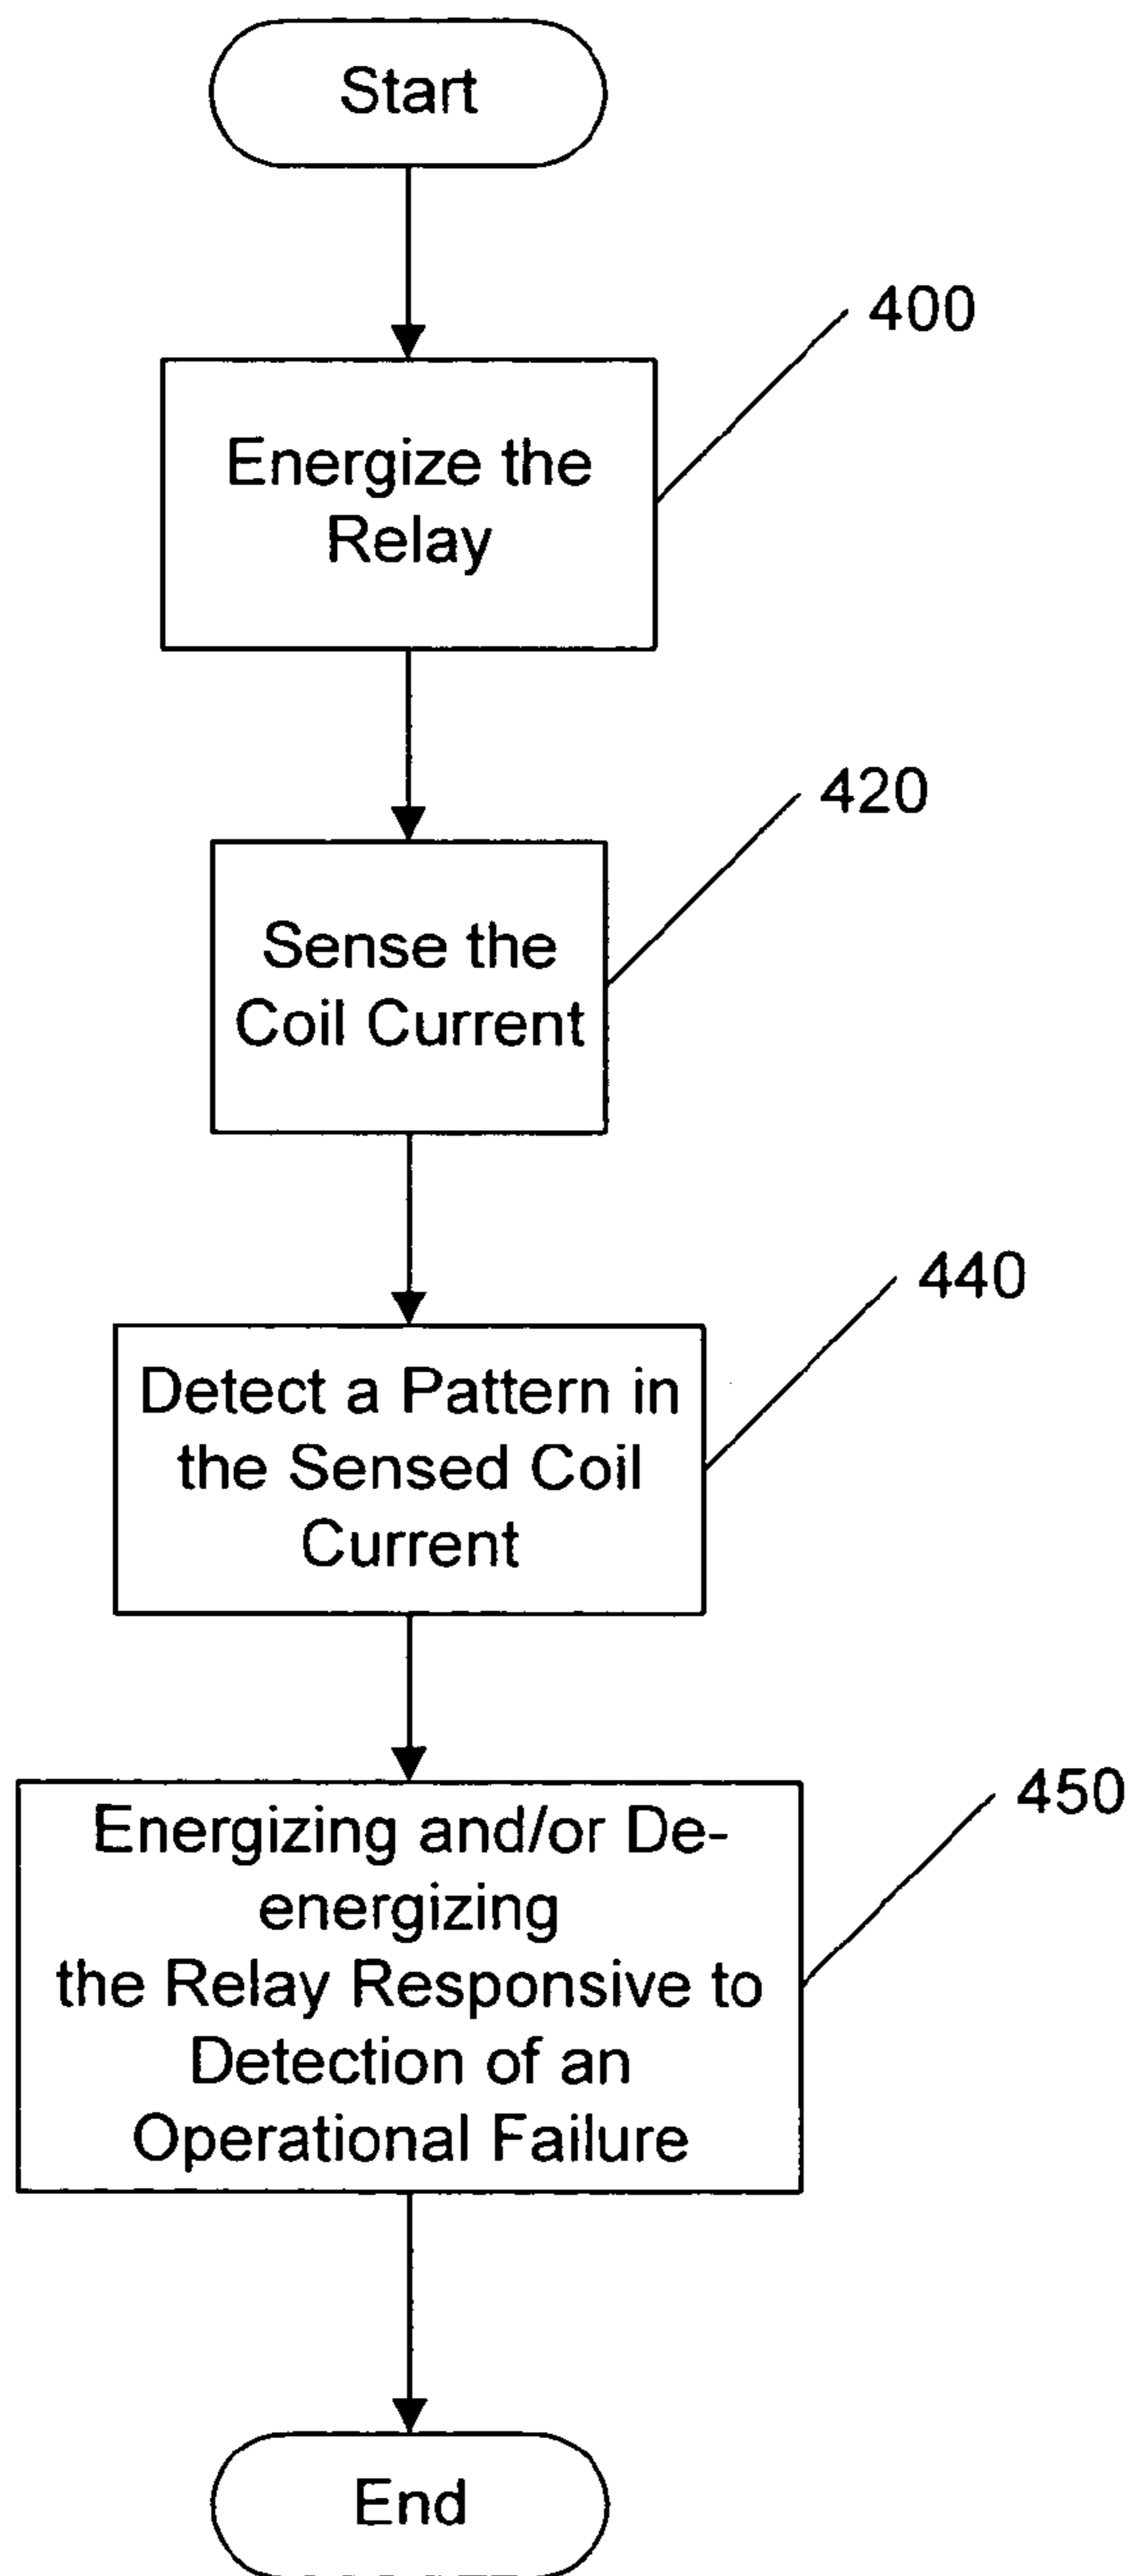 Start
400
Energize the
Relay
420
Sense the
Coil Current
440
Detect a Pattern in
the Sensed Coil
Current
450
Energizing and/or De-
energizing
the Relay Responsive to
Detection of an
Operational Failure
End